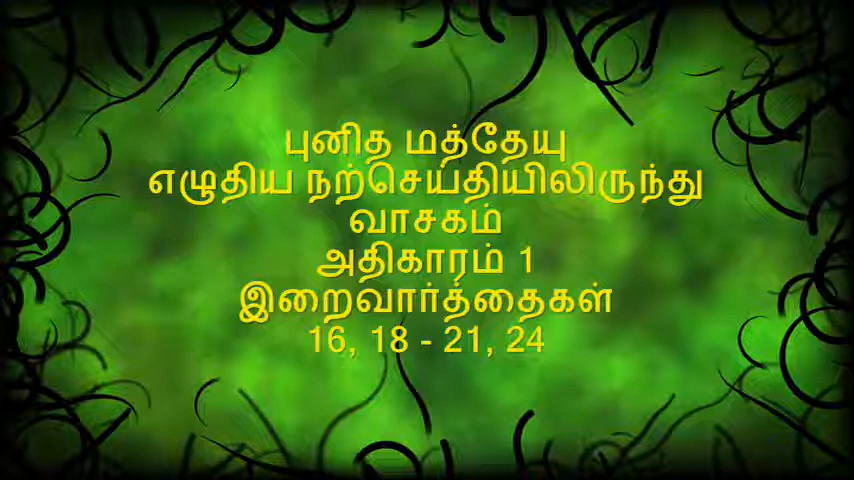 புனித மத்தேயு
எழுதிய நற்செய்தியிலிருந்து
வாசகம்
அதிகாரம் 1
இறைவார்த்தைகள்
16, 18 - 21, 24